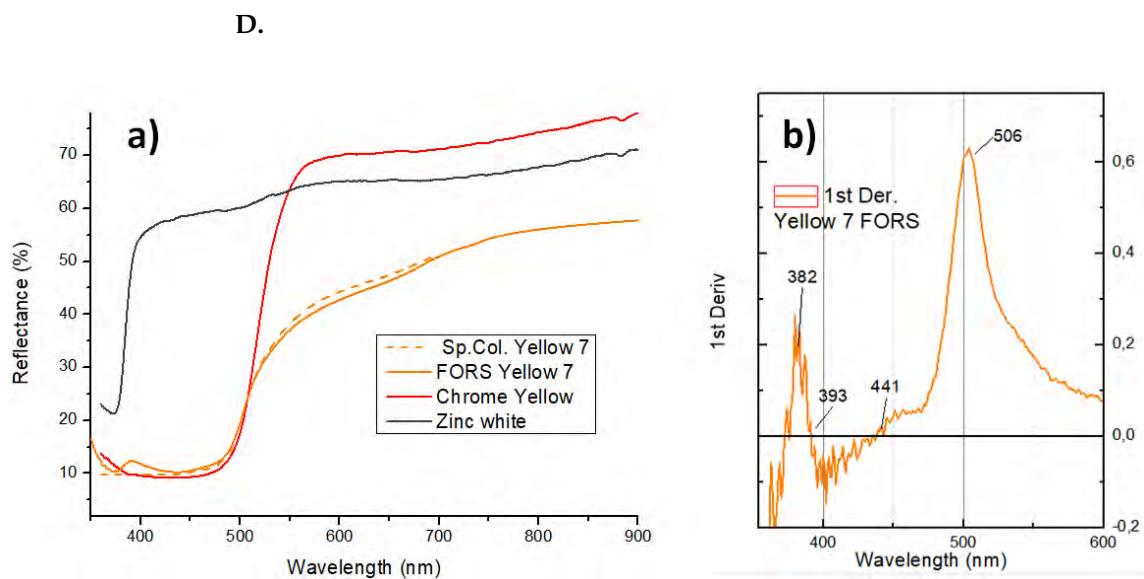 D.
a)
70
60
50
40
30
20
10
Reflectance (%)
400
500
600
700
800
900
Wavelength (nm)
Sp.Col. Yellow 7
FORS Yellow 7
Chrome Yellow
Zinc white
b)
506
1st Der.
Yellow 7 FORS
382
393
441
1st Deriv
0,6
0,4
0,2
0,0
-0,2
400
500
600
Wavelength (nm)